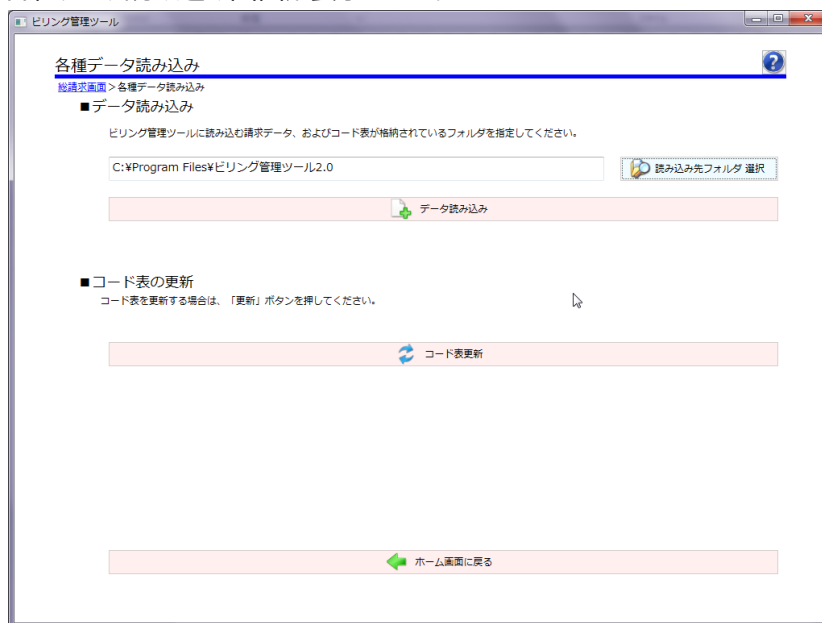 ビリング管理ツール
各種データ読み込み
総請求画面 > 各種データ読み込み
■データ読み込み
ビリング管理ツールに読み込む請求データ、およびコード表が格納されているフォルダを指定してください。
C:¥Program Files¥ビリング管理ツール2.0
読み込み先フォルダ 選択
データ読み込み
■コード表の更新
コード表を更新する場合は、「更新」ボタンを押してください。
コード表更新
ホーム画面に戻る